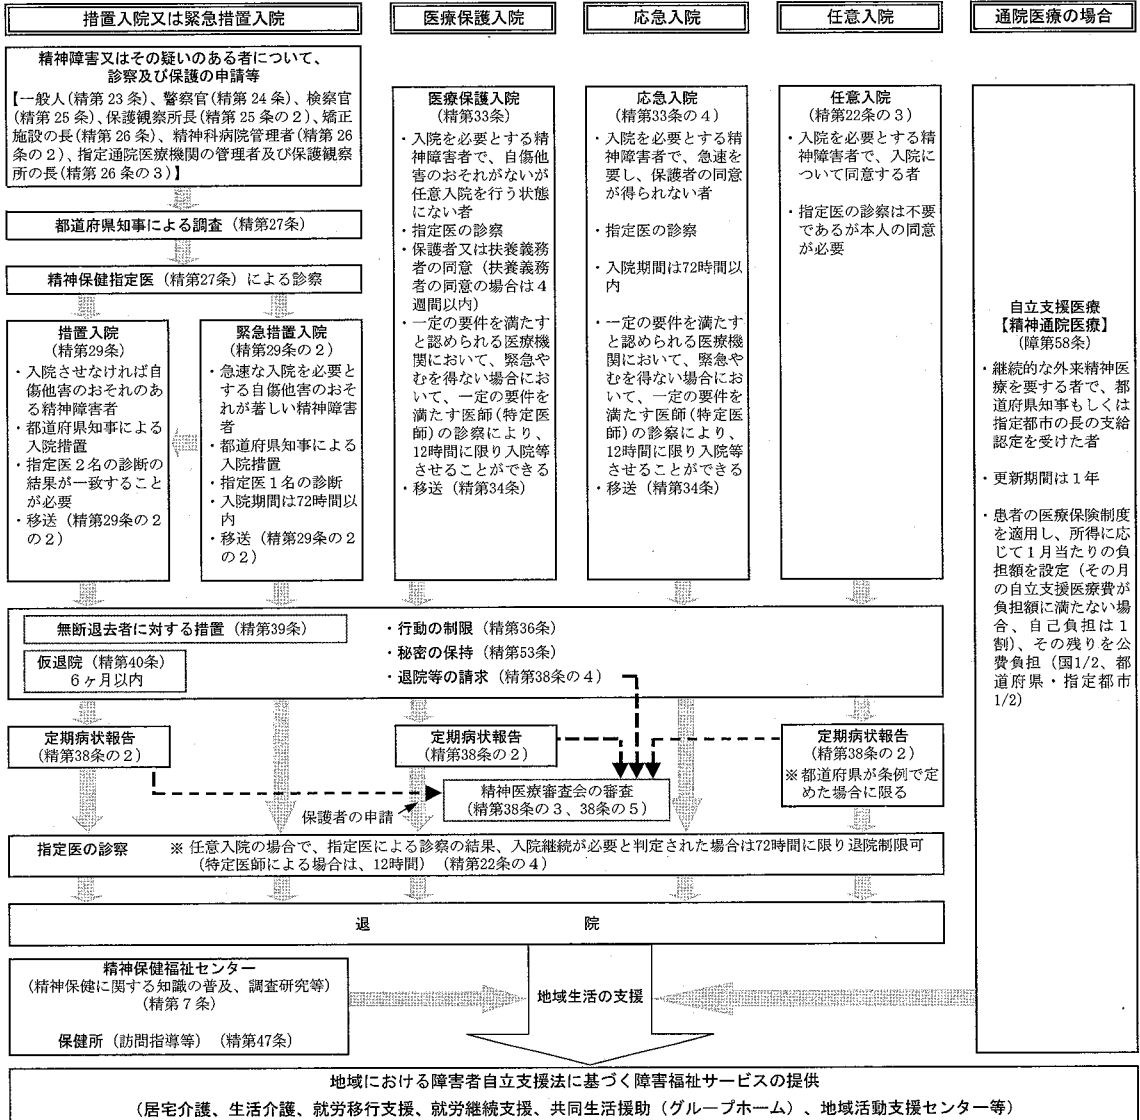 措置入院又は緊急措置入院
医療保護入院
応急入院
任意入院
通院医療の場合
精神障害又はその疑いのある者について、
診察及び保護の申請等
【一般人(精第23条)、警察官(精第24条)、検察官
(精第25条)、保護観察所長(精第25条の2)、矯正
施設の長(精第26条)、精神科病院管理者(精第26
条の2)、指定通院医療機関の管理者及び保護観察
所の長(精第26条の3)】
都道府県知事による調査(精第27条)
精神保健指定医(精第27条)による診察
措置入院
(精第29条)
・入院させなければ自
傷他害のおそれのあ
る精神障害者
・都道府県知事による
入院措置
・指定医2名の診断の
結果が一致すること
が必要
・移送(精第29条の2
の2)
緊急措置入院
(精第29条の2)
・急速な入院を必要と
する自傷他害のおそ
れが著しい精神障害
者
・都道府県知事による
入院措置
・指定医1名の診断
・入院期間は72時間以
内
・移送(精第29条の2
の2)
医療保護入院
(精第33条)
・入院を必要とする精
神障害者で、自傷他
害のおそれがないが
任意入院を行う状態
にない者
・指定医の診察
・保護者又は扶養義務
者の同意(扶養義務
者の同意の場合は4
週間以内)
・一定の要件を満たす
と認められる医療機
関において、緊急や
むを得ない場合にお
いて、一定の要件を
満たす医師(特定医
師)の診察により、
12時間に限り入院等
させることができる
・移送(精第34条)
応急入院
(精第33条の4)
・入院を必要とする精
神障害者で、急速を
要し、保護者の同意
が得られない者
・指定医の診察
・入院期間は72時間以
内
・一定の要件を満たす
と認められる医療機
関において、緊急や
むを得ない場合にお
いて、一定の要件を
満たす医師(特定医
師)の診察により、
12時間に限り入院等
させることができる
・移送(精第34条)
任意入院
(精第22条の3)
・入院を必要とする精
神障害者で、入院に
ついて同意する者
・指定医の診察は不要
であるが本人の同意
が必要
自立支援医療
【精神通院医療】
(障第58条)
・継続的な外来精神医
療を要する者で、都
道府県知事もしくは
指定都市の長の支給
認定を受けた者
・更新期間は1年
・患者の医療保険制度
を適用し、所得に応
じて1月当たりの負
担額を設定(その月
の自立支援医療費が
負担額に満たない場
合、自己負担は1
割)、その残りを公
費負担(国1/2、都
道府県・指定都市
1/2)
無断退去者に対する措置(精第39条)
仮退院(精第40条)
6ヶ月以内
・行動の制限(精第36条)
・秘密の保持(精第53条)
・退院等の請求(精第38条の4)
定期病状報告
(精第38条の2)
定期病状報告
(精第38条の2)
定期病状報告
(精第38条の2)
※都道府県が条例で定
めた場合に限る
精神医療審査会の審査
(精第38条の3、38条の5)
保護者の申請
指定医の診察 ※ 任意入院の場合で、指定医による診察の結果、入院継続が必要と判定された場合は72時間に限り退院制限可
(特定医師による場合は、12時間)(精第22条の4)
退 院
精神保健福祉センター
(精神保健に関する知識の普及、調査研究等)
(精第7条)
保健所(訪問指導等)(精第47条)
地域生活の支援
地域における障害者自立支援法に基づく障害福祉サービスの提供
(居宅介護、生活介護、就労移行支援、就労継続支援、共同生活援助(グループホーム)、地域活動支援センター等)